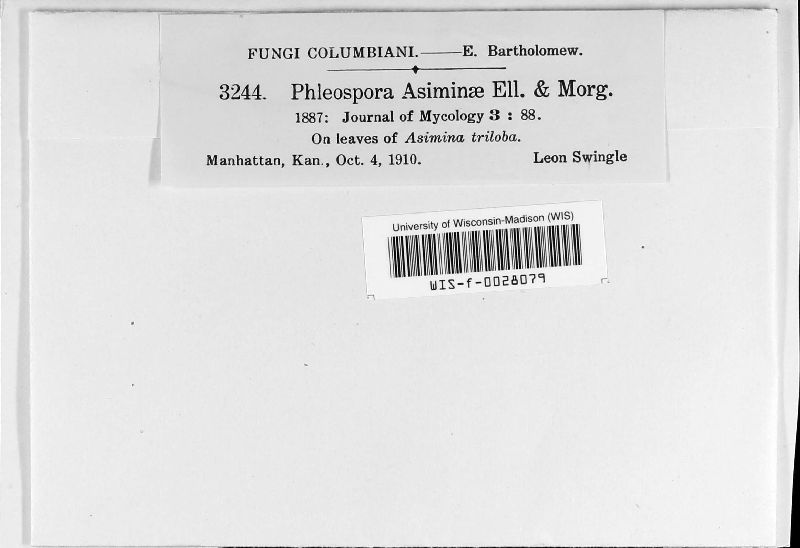 FUNGI COLUMBIANI.——E. Bartholomew.
3244. Phleospora Asiminæ Ell. & Morg.
1887: Journal of Mycology 3 : 88.
On leaves of Asimina triloba.
Manhattan, Kan., Oct. 4, 1910. Leon Swingle
University of Wisconsin-Madison (WIS)
WIS-f-0028079